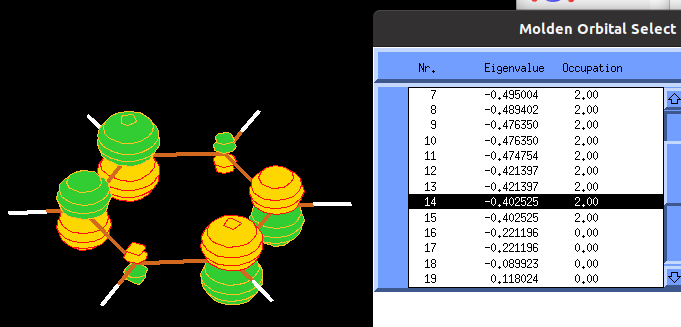 Molden Orbital Select
Nr. Eigenvalue Occupation
7 -0.495004 2.00
8 -0.489402 2.00
9 -0.476350 2.00
10 -0.476350 2.00
11 -0.474754 2.00
12 -0.421397 2.00
13 -0.421397 2.00
14 -0.402525 2.00
15 -0.402525 2.00
16 -0.221196 0.00
17 -0.221196 0.00
18 -0.089923 0.00
19 0.118024 0.00